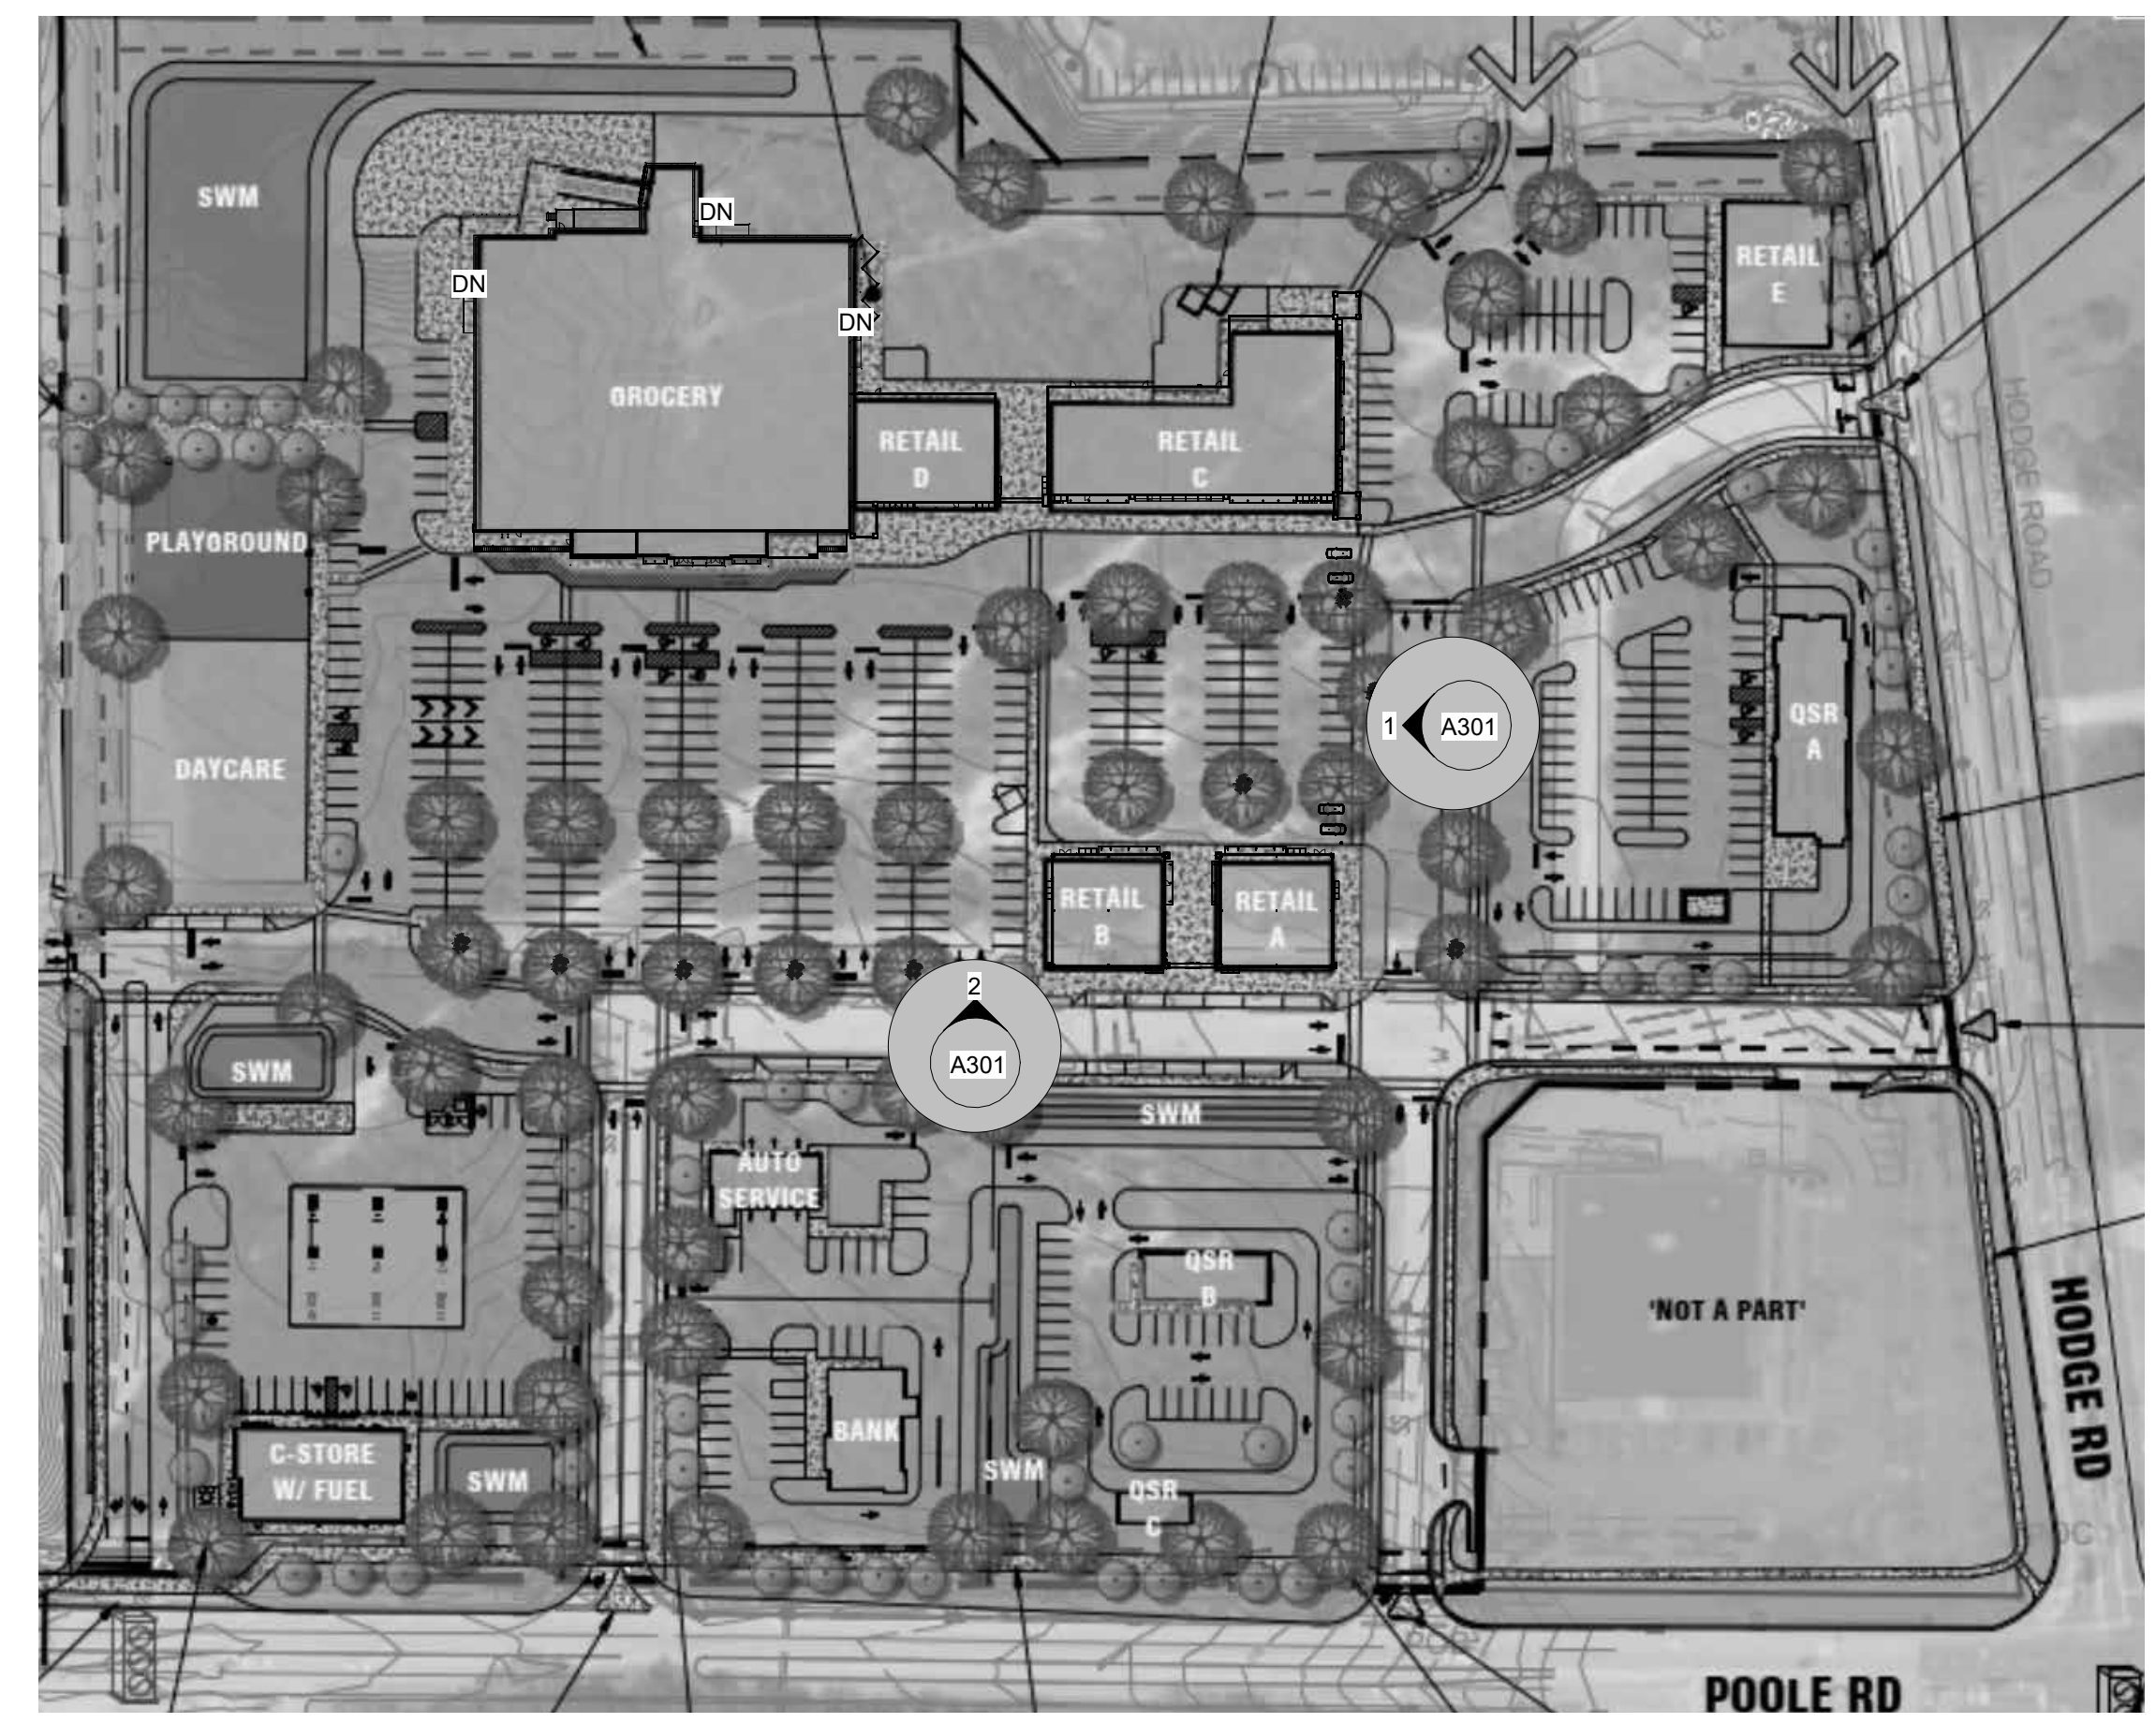 SWM
DN
DN
DN
RETAIL
E
GROCERY
RETAIL
D
RETAIL
C
HODGE ROAD
PLAYGROUND
1
A301
QSR
A
DAYCARE
RETAIL
B
RETAIL
A
2
A301
SWM
SWM
AUTO
SERVICE
QSR
B
'NOT A PART'
HODGE RD
BANK
C-STORE
W/ FUEL
SWM
SWM
QSR
C
POOLE RD